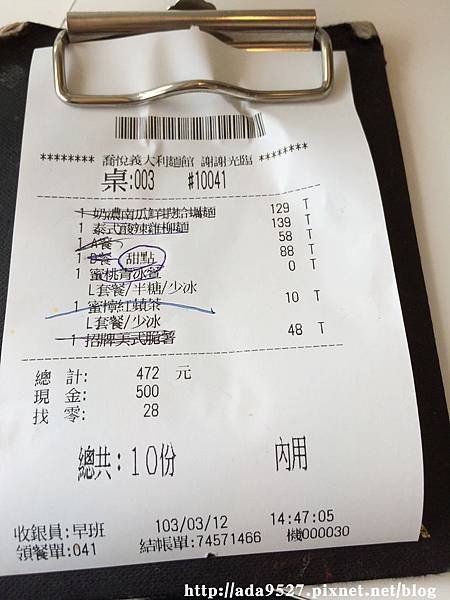 ******** 喬悅義大利麵館 謝謝光臨 ********
桌:003 #10041
1 奶濃南瓜鮮蝦蛤蠣麵 129 T
1 泰式酸辣雞柳麵 139 T
1 A餐 58 T
1 B餐 甜點 88 T
1 蜜桃青冰 0 T
L套餐/半糖/少冰
1 蜜檸紅茶 10 T
L套餐/少冰
1 招牌美式脆薯 48 T
總 計: 472 元
現 金: 500
找 零: 28
總共:10份 內用
收銀員:早班 103/03/12 14:47:05
領餐單:041 結帳單:74571466 機000030
http://ada9527.pixnet.net/blog